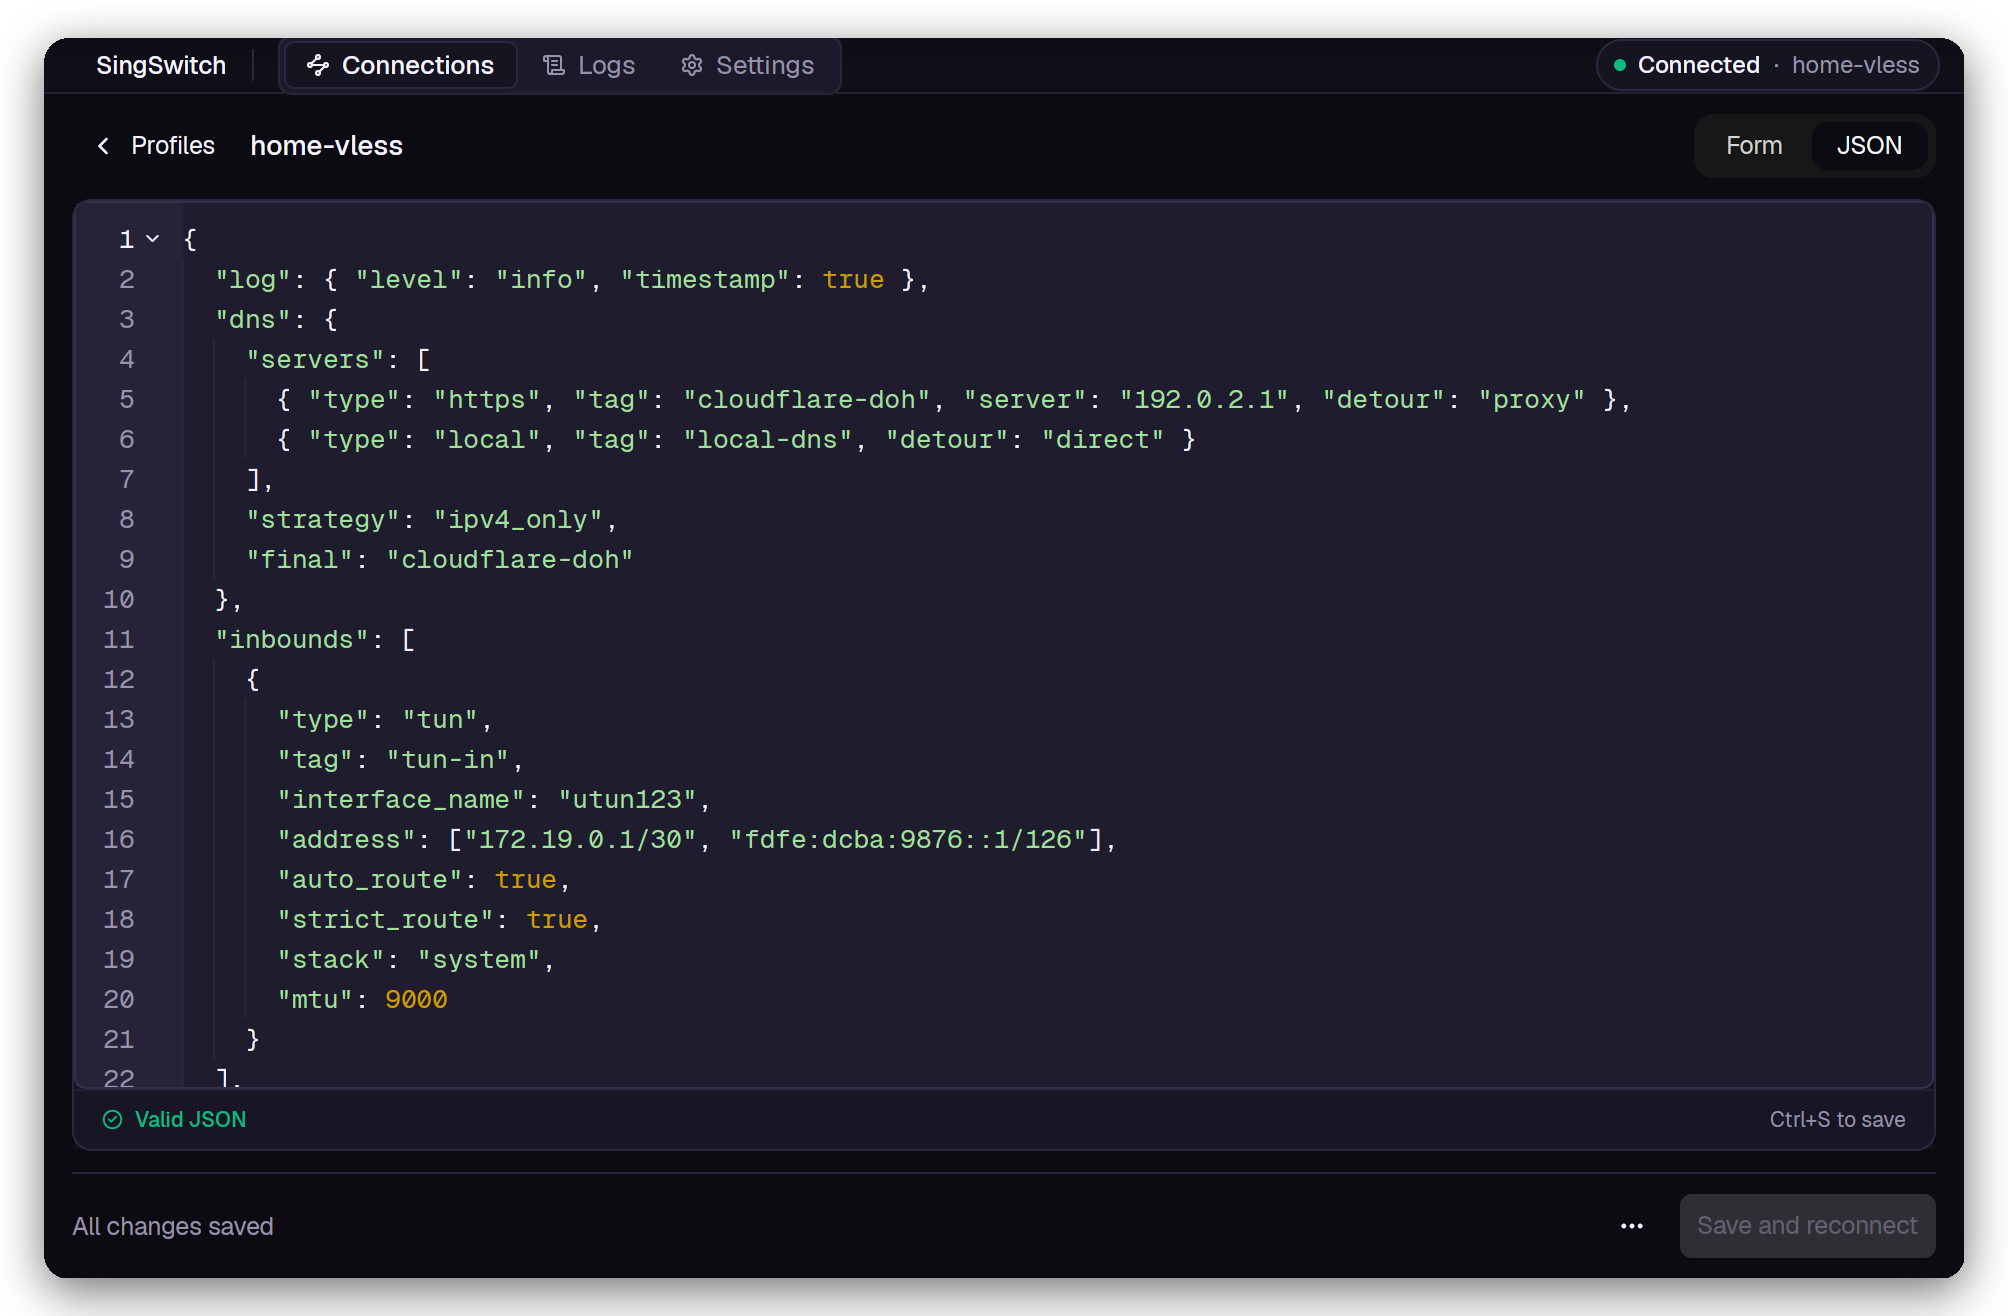 SingSwitch
Connections
Logs
Settings
Connected · home-vless
Profiles
home-vless
Form
JSON
1 {
2 "log": { "level": "info", "timestamp": true },
3 "dns": {
4 "servers": [
5 { "type": "https", "tag": "cloudflare-doh", "server": "192.0.2.1", "detour": "proxy" },
6 { "type": "local", "tag": "local-dns", "detour": "direct" }
7 ],
8 "strategy": "ipv4_only",
9 "final": "cloudflare-doh"
10 },
11 "inbounds": [
12 {
13 "type": "tun",
14 "tag": "tun-in",
15 "interface_name": "utun123",
16 "address": ["172.19.0.1/30", "fdfe:dcba:9876::1/126"],
17 "auto_route": true,
18 "strict_route": true,
19 "stack": "system",
20 "mtu": 9000
21 }
22 ],
Valid JSON
Ctrl+S to save
All changes saved
Save and reconnect